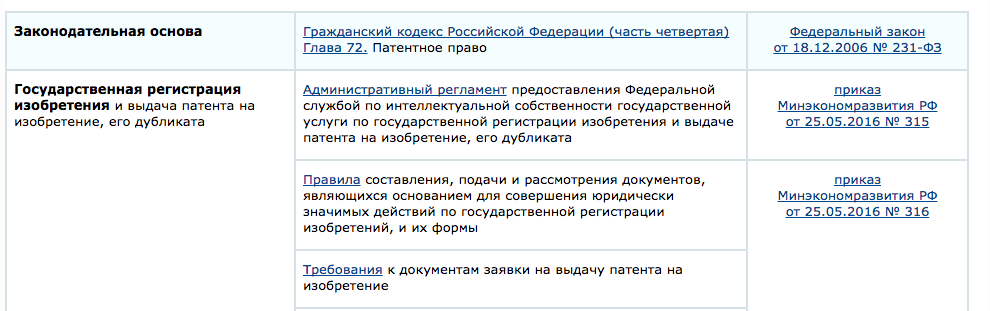 Законодательная основа
Гражданский кодекс Российской Федерации (часть четвертая)
Глава 72. Патентное право
Федеральный закон
от 18.12.2006 № 231-ФЗ
Государственная регистрация
изобретения и выдача патента на
изобретение, его дубликата
Административный регламент предоставления Федеральной
службой по интеллектуальной собственности государственной
услуги по государственной регистрации изобретения и выдаче
патента на изобретение, его дубликата
приказ
Минэкономразвития РФ
от 25.05.2016 № 315
Правила составления, подачи и рассмотрения документов,
являющихся основанием для совершения юридически
значимых действий по государственной регистрации
изобретений, и их формы
приказ
Минэкономразвития РФ
от 25.05.2016 № 316
Требования к документам заявки на выдачу патента на
изобретение